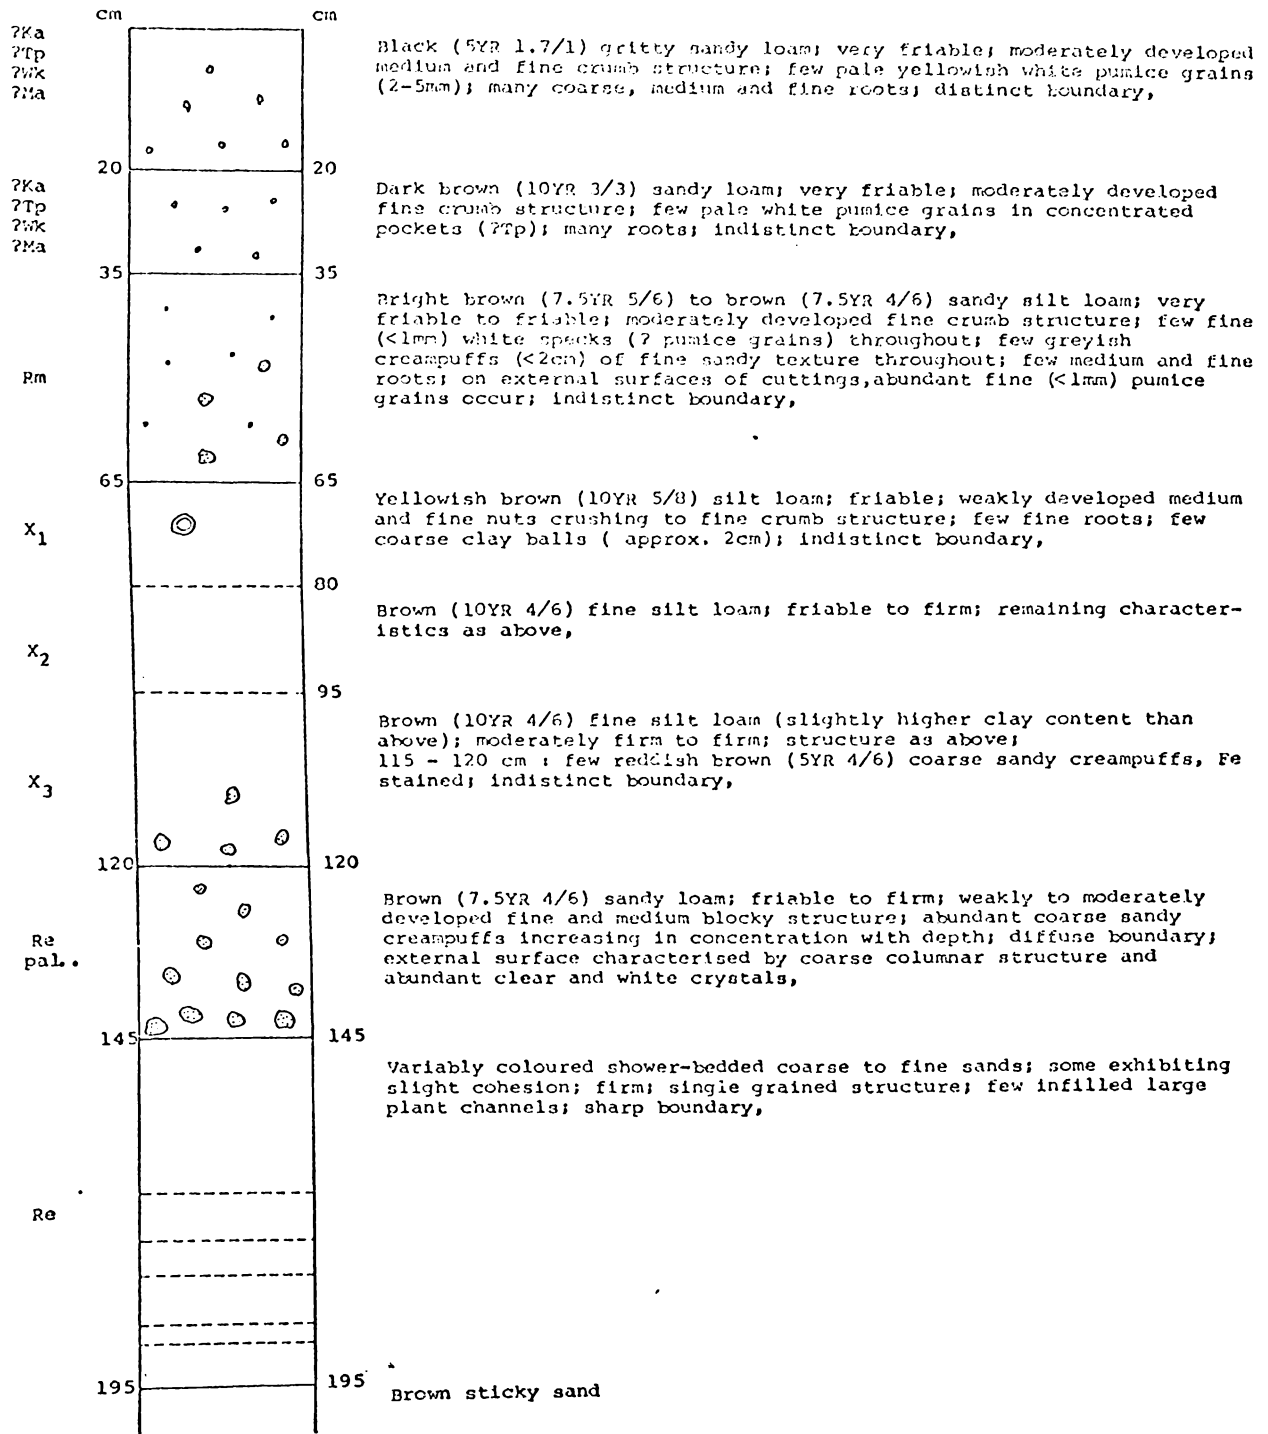 cm cm
?Ka
?Tp
?Wk
?Ma
Black (5YR 1.7/1) gritty sandy loam; very friable; moderately developed
medium and fine crumb structure; few pale yellowish white pumice grains
(2-5mm); many coarse, medium and fine roots; distinct boundary,
20 20
?Ka
?Tp
?Wk
?Ma
Dark brown (10YR 3/3) sandy loam; very friable; moderately developed
fine crumb structure; few pale white pumice grains in concentrated
pockets (?Tp); many roots; indistinct boundary,
35 35
Rm
Bright brown (7.5YR 5/6) to brown (7.5YR 4/6) sandy silt loam; very
friable to friable; moderately developed fine crumb structure; few fine
(<1mm) white specks (? pumice grains) throughout; few greyish
creampuffs (<2cm) of fine sandy texture throughout; few medium and fine
roots; on external surfaces of cuttings,abundant fine (<1mm) pumice
grains occur; indistinct boundary,
65 65
X1
Yellowish brown (10YR 5/8) silt loam; friable; weakly developed medium
and fine nuts crushing to fine crumb structure; few fine roots; few
coarse clay balls ( approx. 2cm); indistinct boundary,
80
X2
Brown (10YR 4/6) fine silt loam; friable to firm; remaining character-
istics as above,
95
X3
Brown (10YR 4/6) fine silt loam (slightly higher clay content than
above); moderately firm to firm; structure as above;
115 - 120 cm : few reddish brown (5YR 4/6) coarse sandy creampuffs, Fe
stained; indistinct boundary,
120 120
Re
pal..
Brown (7.5YR 4/6) sandy loam; friable to firm; weakly to moderately
developed fine and medium blocky structure; abundant coarse sandy
creampuffs increasing in concentration with depth; diffuse boundary;
external surface characterised by coarse columnar structure and
abundant clear and white crystals,
145 145
Re
Variably coloured shower-bedded coarse to fine sands; some exhibiting
slight cohesion; firm; single grained structure; few infilled large
plant channels; sharp boundary,
195 195
Brown sticky sand